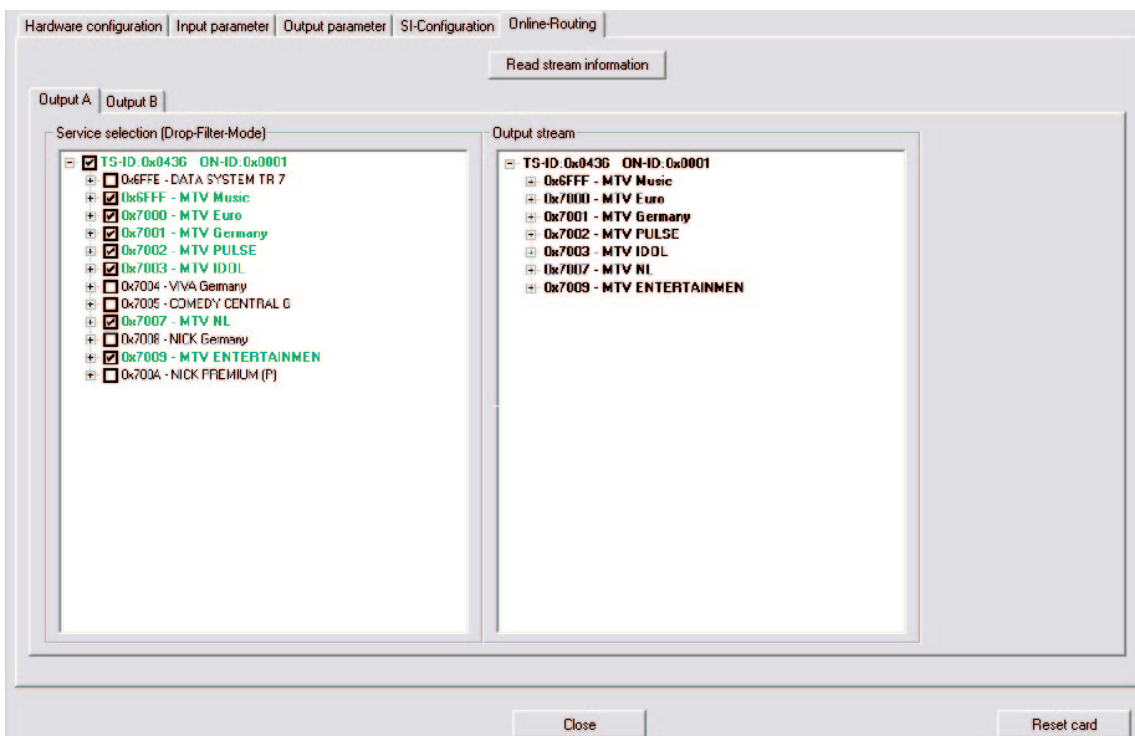 Hardware configuration Input parameter Output parameter SI-Configuration Online-Routing
Read stream information
Output A Output B
Service selection (Drop-Filter-Mode)
TS-ID:0x0436 ON-ID:0x0001
0x6FFE - DATA SYSTEM TR 7
0x6FFF - MTV Music
0x7000 - MTV Euro
0x7001 - MTV Germany
0x7002 - MTV PULSE
0x7003 - MTV IDOL
0x7004 - VIVA Germany
0x7005 - COMEDY CENTRAL G
0x7007 - MTV NL
0x7008 - NICK Germany
0x7009 - MTV ENTERTAINMEN
0x700A - NICK PREMIUM (P)
Output stream
TS-ID:0x0436 ON-ID:0x0001
0x6FFF - MTV Music
0x7000 - MTV Euro
0x7001 - MTV Germany
0x7002 - MTV PULSE
0x7003 - MTV IDOL
0x7007 - MTV NL
0x7009 - MTV ENTERTAINMEN
Close Reset card